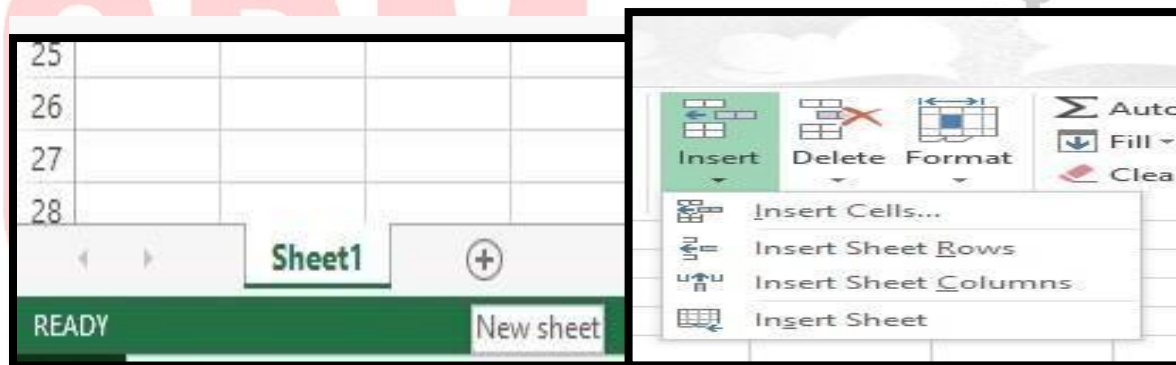 25
26
27
28
Sheet1
READY
New sheet
Insert Delete Format
Auto
Fill
Clea
Insert Cells...
Insert Sheet Rows
Insert Sheet Columns
Insert Sheet